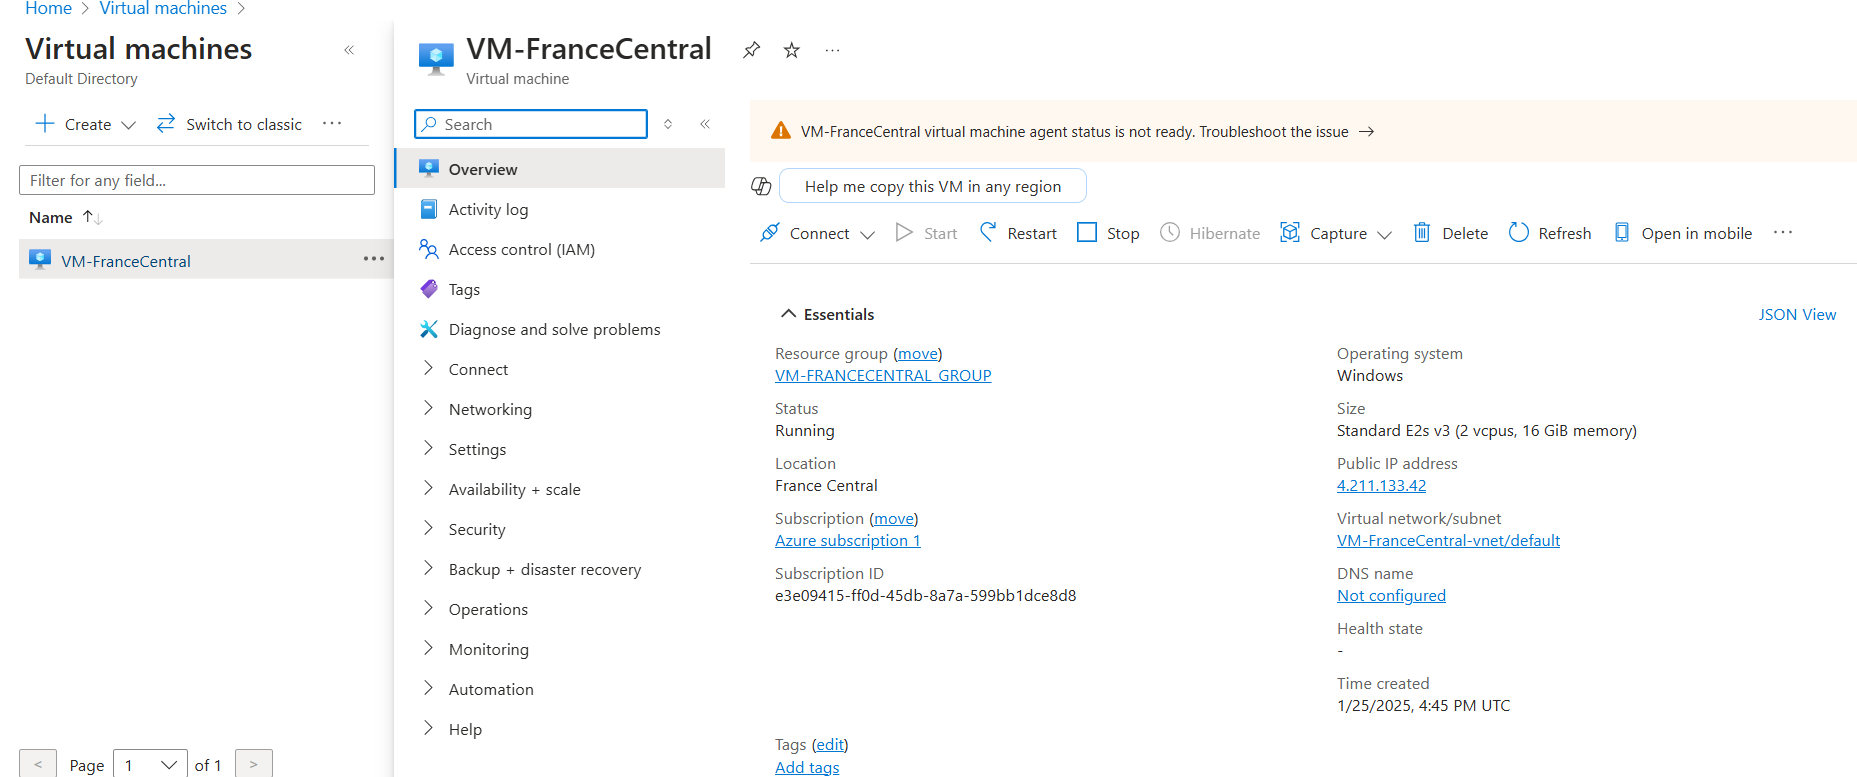 Home > Virtual machines >
Virtual machines
Default Directory
Create
Switch to classic
Filter for any field...
Name
VM-FranceCentral
< Page 1 of 1 >
VM-FranceCentral
Virtual machine
Search
Overview
Activity log
Access control (IAM)
Tags
Diagnose and solve problems
Connect
Networking
Settings
Availability + scale
Security
Backup + disaster recovery
Operations
Monitoring
Automation
Help
VM-FranceCentral virtual machine agent status is not ready. Troubleshoot the issue →
Help me copy this VM in any region
Connect Start Restart Stop Hibernate Capture Delete Refresh Open in mobile
Essentials
JSON View
Resource group (move)
VM-FRANCECENTRAL_GROUP
Status
Running
Location
France Central
Subscription (move)
Azure subscription 1
Subscription ID
e3e09415-ff0d-45db-8a7a-599bb1dce8d8
Operating system
Windows
Size
Standard E2s v3 (2 vcpus, 16 GiB memory)
Public IP address
4.211.133.42
Virtual network/subnet
VM-FranceCentral-vnet/default
DNS name
Not configured
Health state
-
Time created
1/25/2025, 4:45 PM UTC
Tags (edit)
Add tags